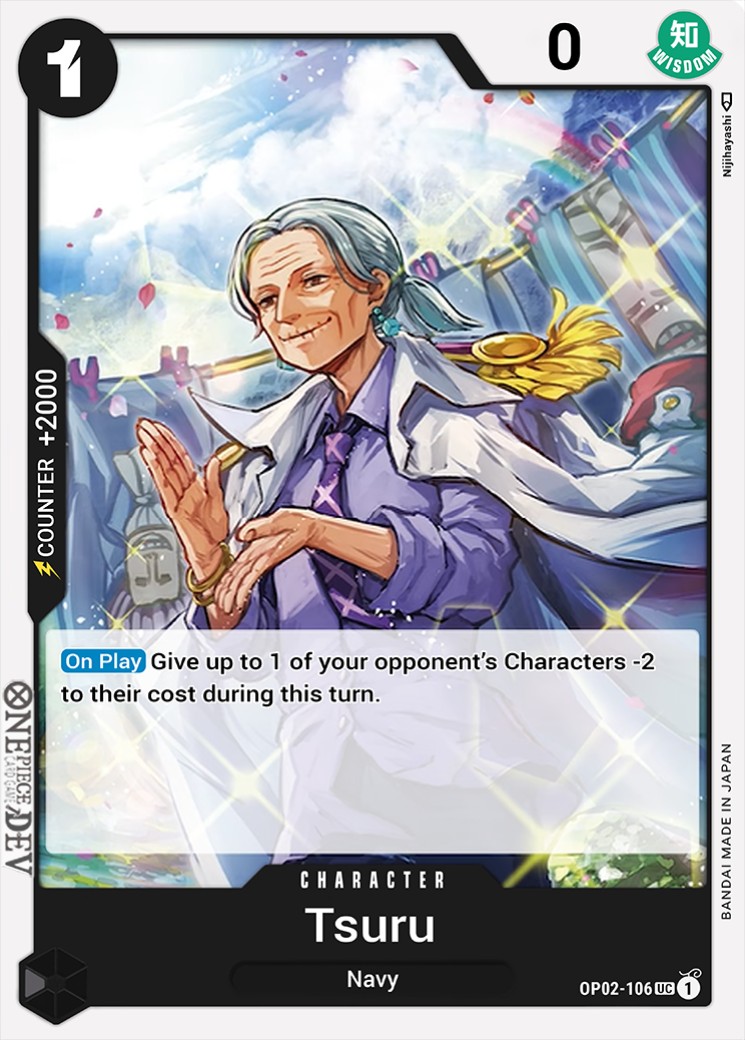 1
0
知
WISDOM
Nijihayashi
COUNTER +2000
On Play Give up to 1 of your opponent's Characters -2
to their cost during this turn.
ONE PIECE
CARD GAME
/DEV
BANDAI MADE IN JAPAN
CHARACTER
Tsuru
Navy
OP02-106 UC 1